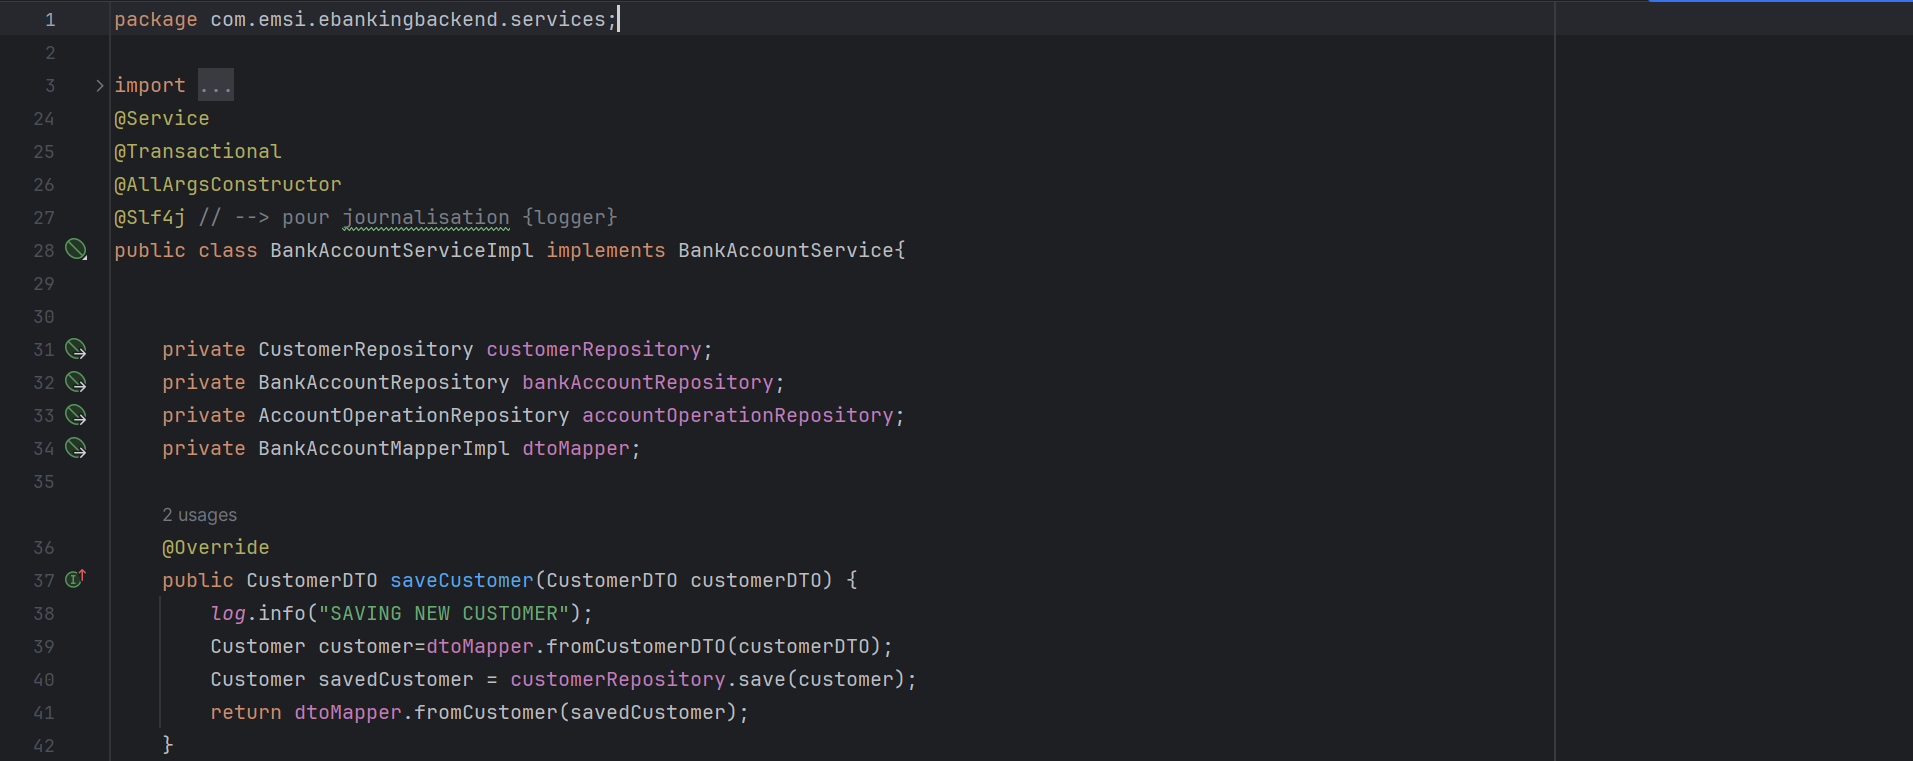 1 package com.emsi.ebankingbackend.services;
2
3 import ...
24 @Service
25 @Transactional
26 @AllArgsConstructor
27 @Slf4j // --> pour journalisation {logger}
28 public class BankAccountServiceImpl implements BankAccountService{
29
30
31 private CustomerRepository customerRepository;
32 private BankAccountRepository bankAccountRepository;
33 private AccountOperationRepository accountOperationRepository;
34 private BankAccountMapperImpl dtoMapper;
35
2 usages
36 @Override
37 public CustomerDTO saveCustomer(CustomerDTO customerDTO) {
38 log.info("SAVING NEW CUSTOMER");
39 Customer customer=dtoMapper.fromCustomerDTO(customerDTO);
40 Customer savedCustomer = customerRepository.save(customer);
41 return dtoMapper.fromCustomer(savedCustomer);
42 }